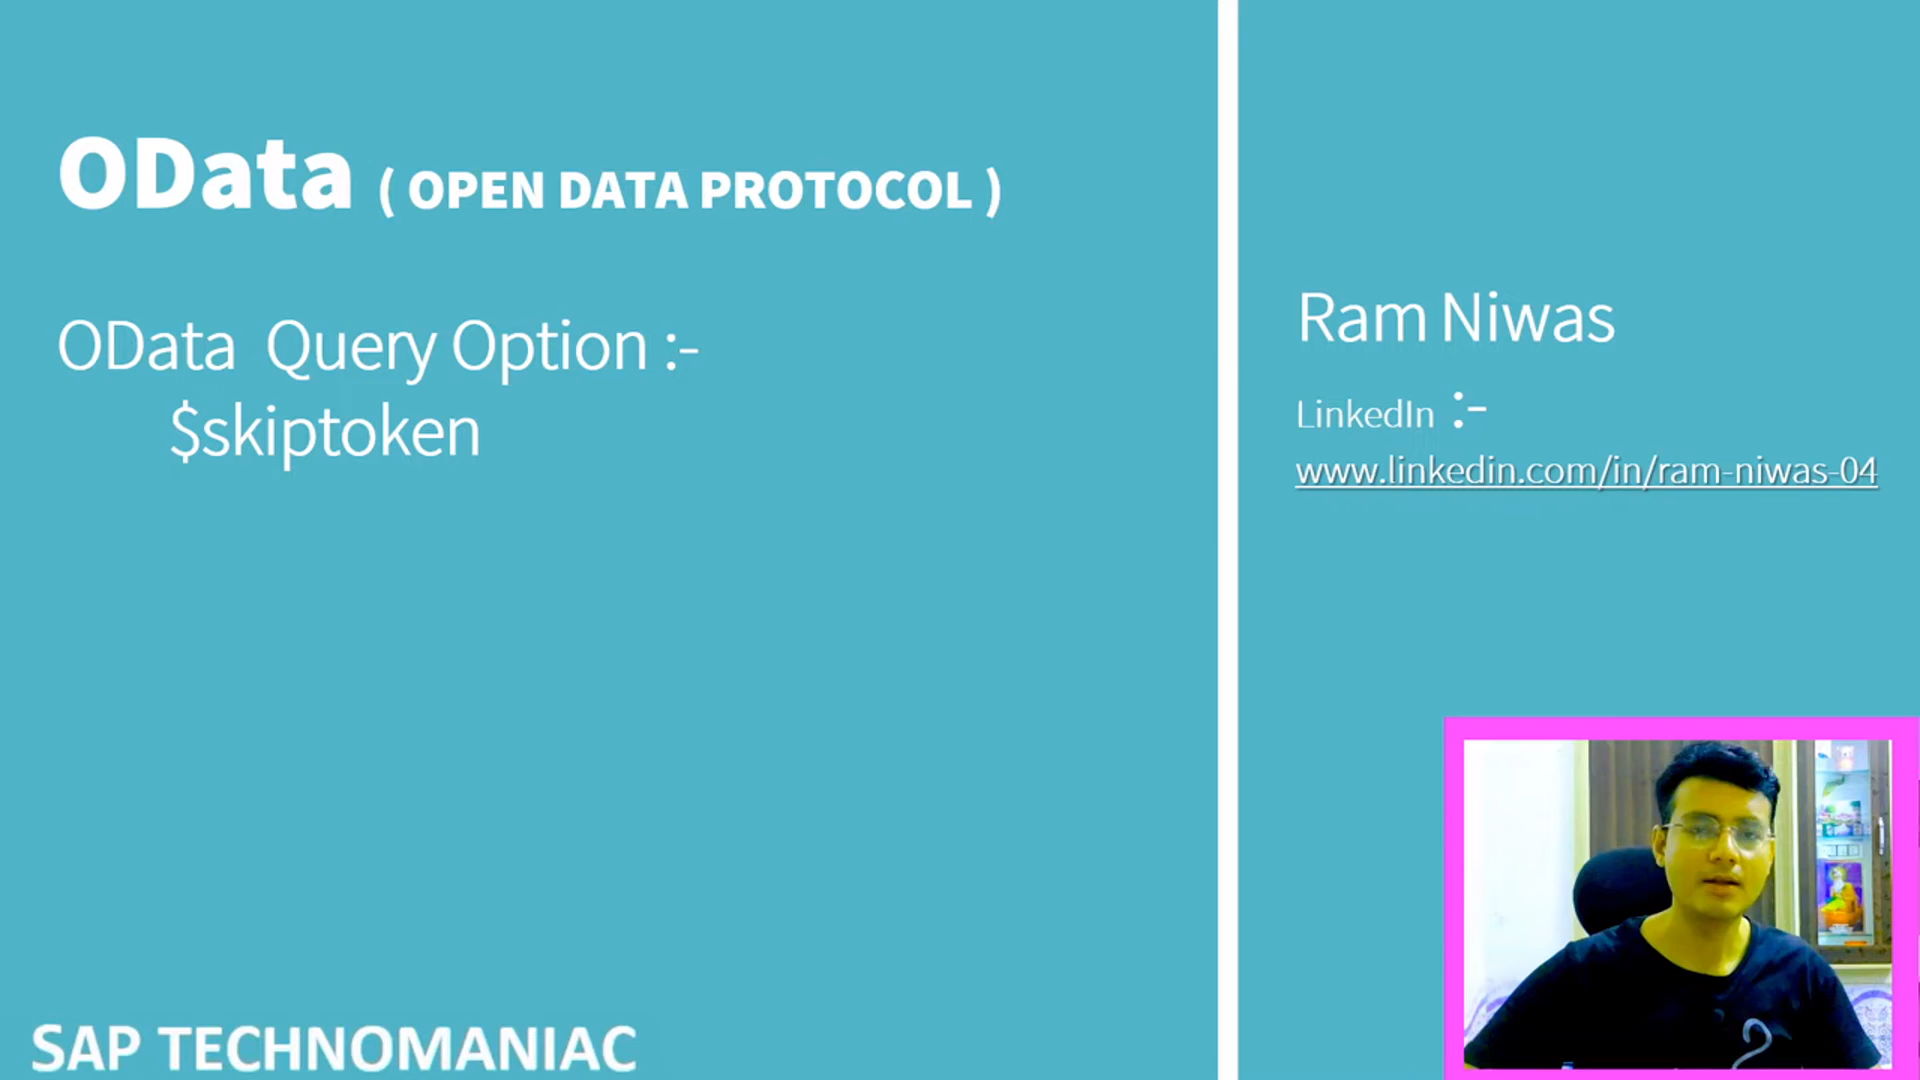 OData ( OPEN DATA PROTOCOL )
OData Query Option :-
$skiptoken
Ram Niwas
LinkedIn :-
www.linkedin.com/in/ram-niwas-04
SAP TECHNOMANIAC